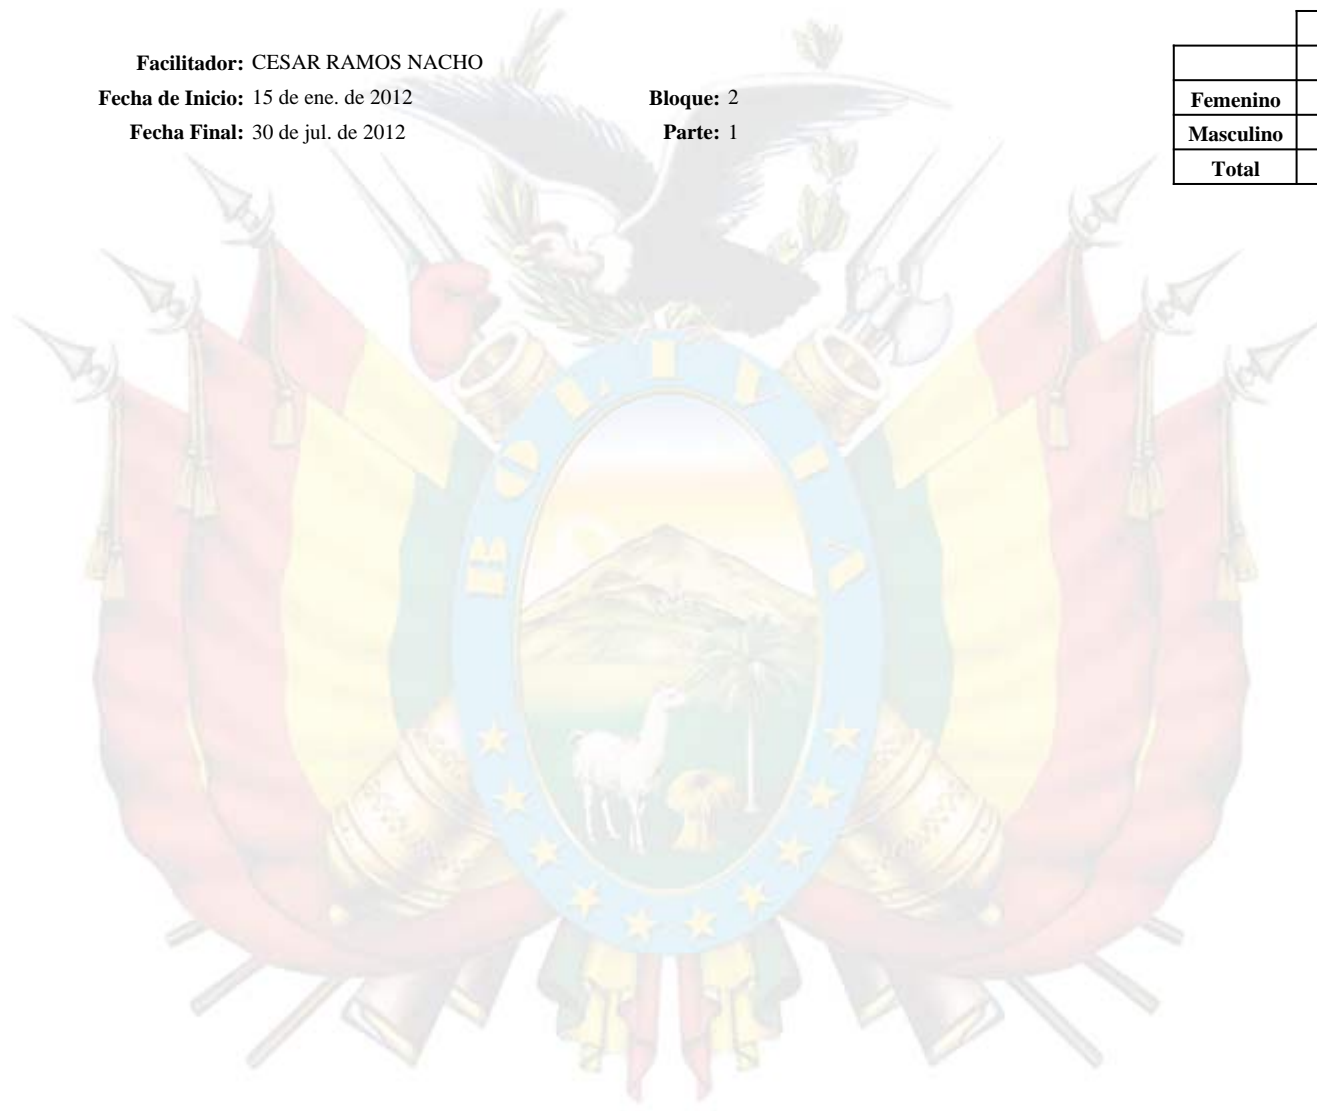 Facilitador: CESAR RAMOS NACHO
Fecha de Inicio: 15 de ene. de 2012 Bloque: 2
Fecha Final: 30 de jul. de 2012 Parte: 1
Femenino
Masculino
Total
BOLIVIA